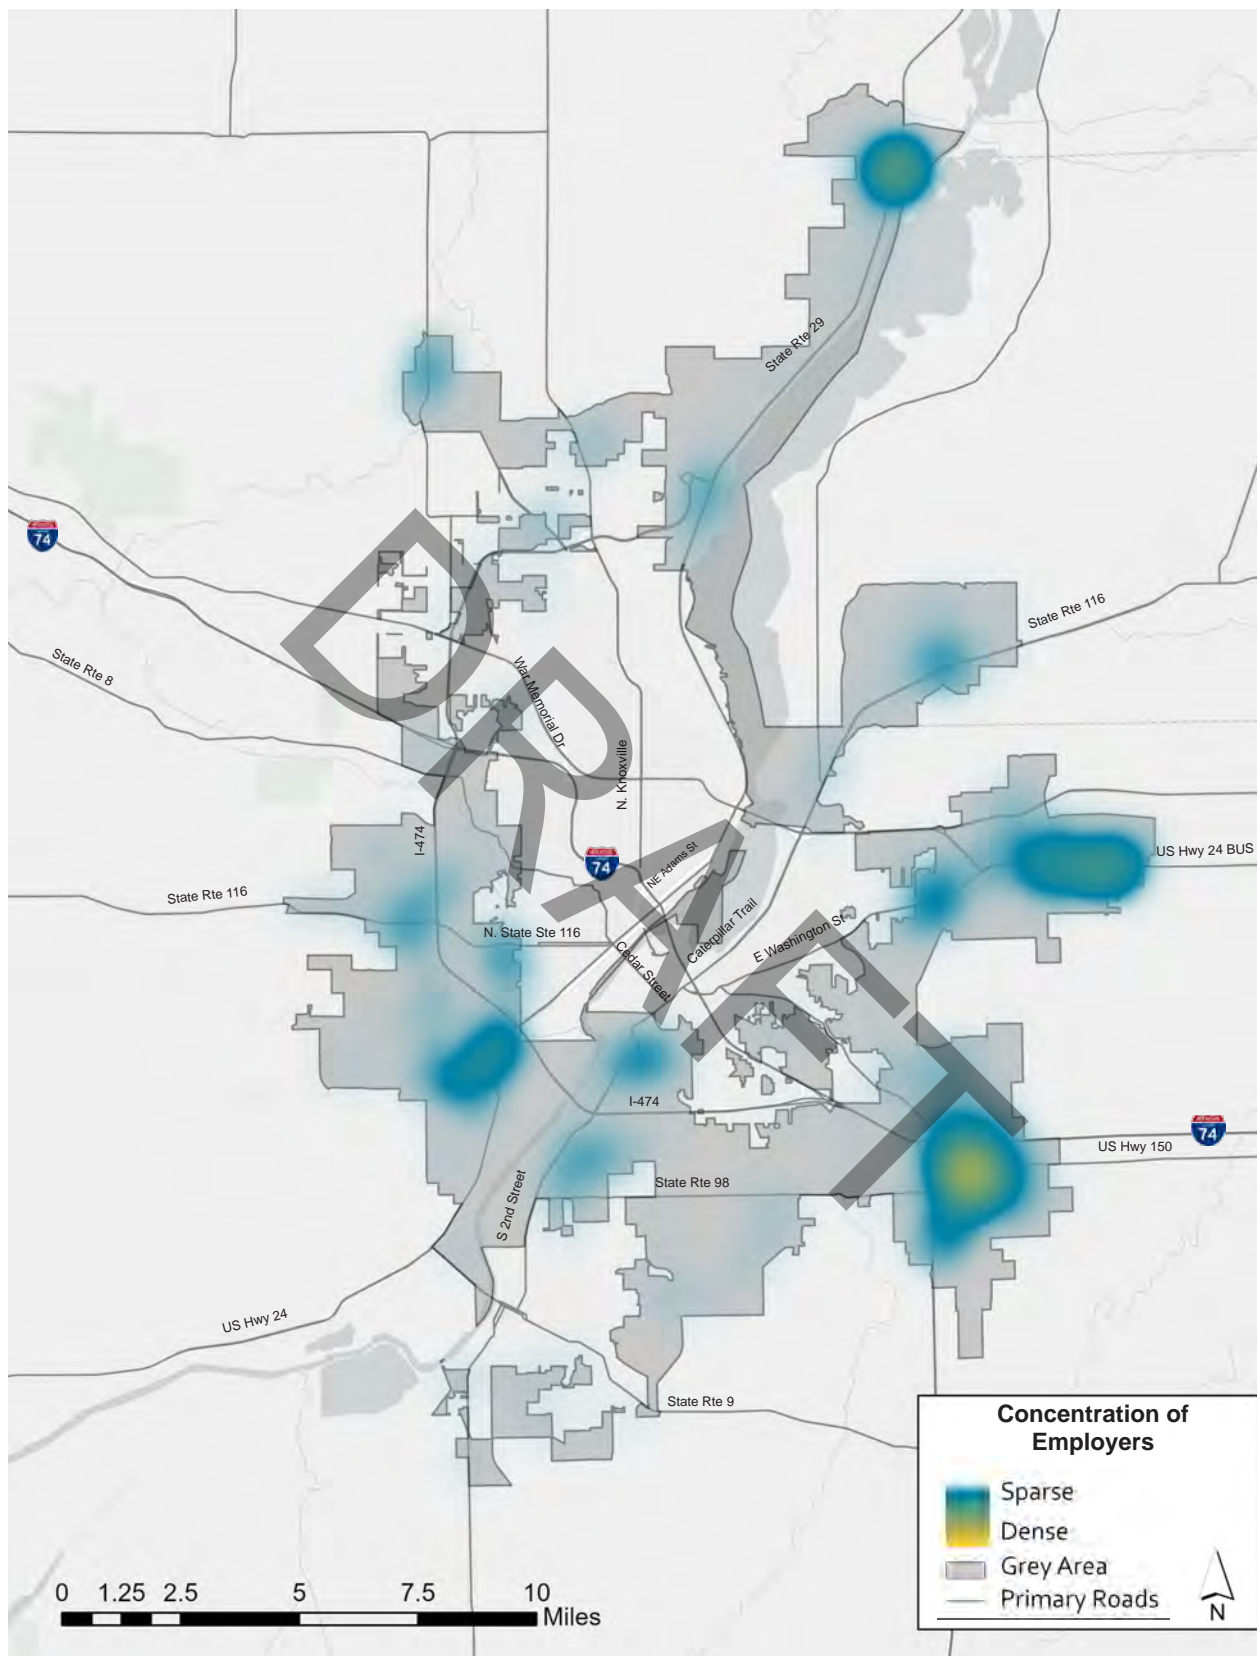 State Rte 29
74
State Rte 116
State Rte 8
War Memorial Dr
N. Knoxville
I-474
74
NE Adams St
US Hwy 24 BUS
State Rte 116
N. State Ste 116
Cedar Street
Caterpillar Trail
E Washington St
I-474
74
US Hwy 150
State Rte 98
S 2nd Street
US Hwy 24
State Rte 9
DRAFT
Concentration of
Employers
Sparse
Dense
Grey Area
Primary Roads
N
0 1.25 2.5 5 7.5 10
Miles